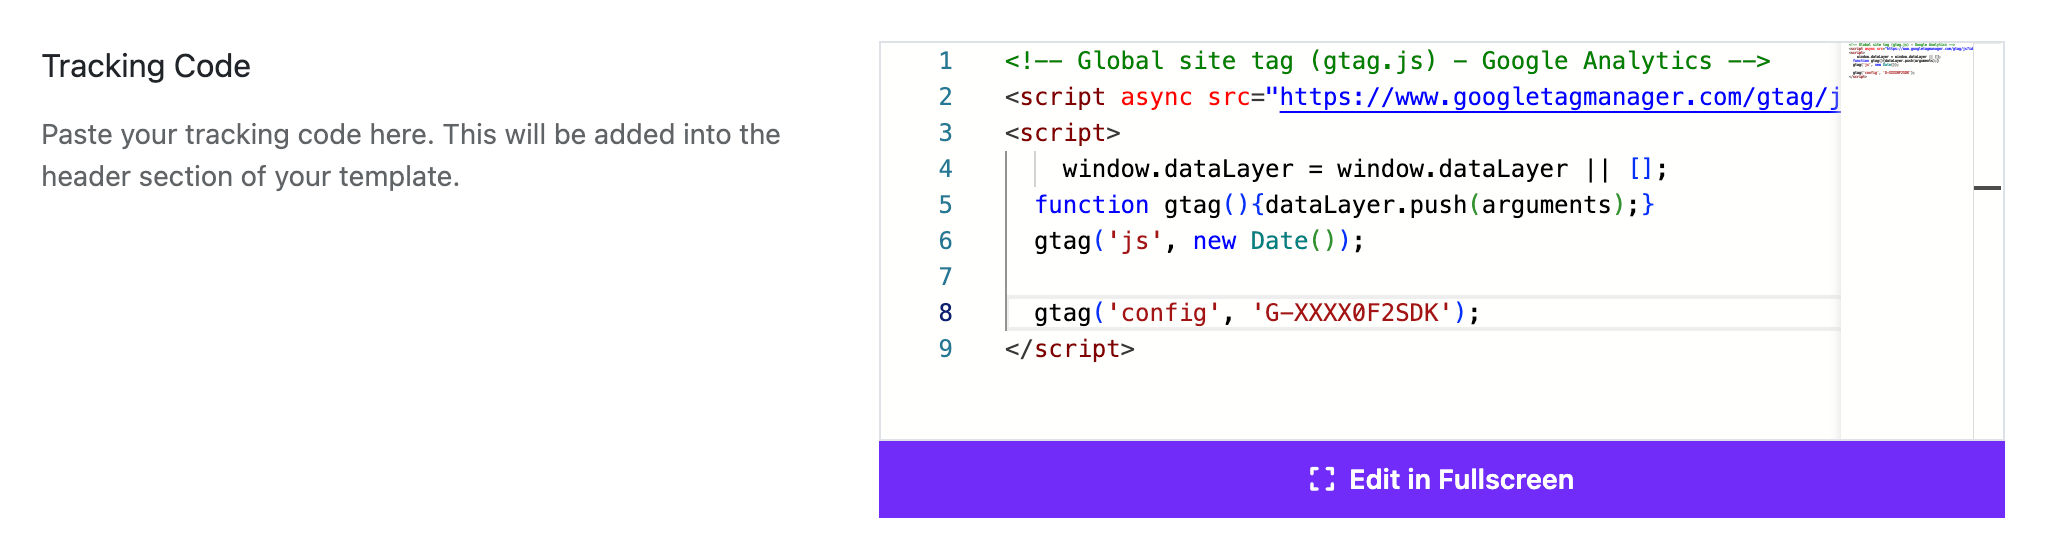 Tracking Code
Paste your tracking code here. This will be added into the
header section of your template.
1 <!-- Global site tag (gtag.js) - Google Analytics -->
2 <script async src="https://www.googletagmanager.com/gtag/j
3 <script>
4 window.dataLayer = window.dataLayer || [];
5 function gtag(){dataLayer.push(arguments);}
6 gtag('js', new Date());
7
8 gtag('config', 'G-XXXX0F2SDK');
9 </script>
Edit in Fullscreen